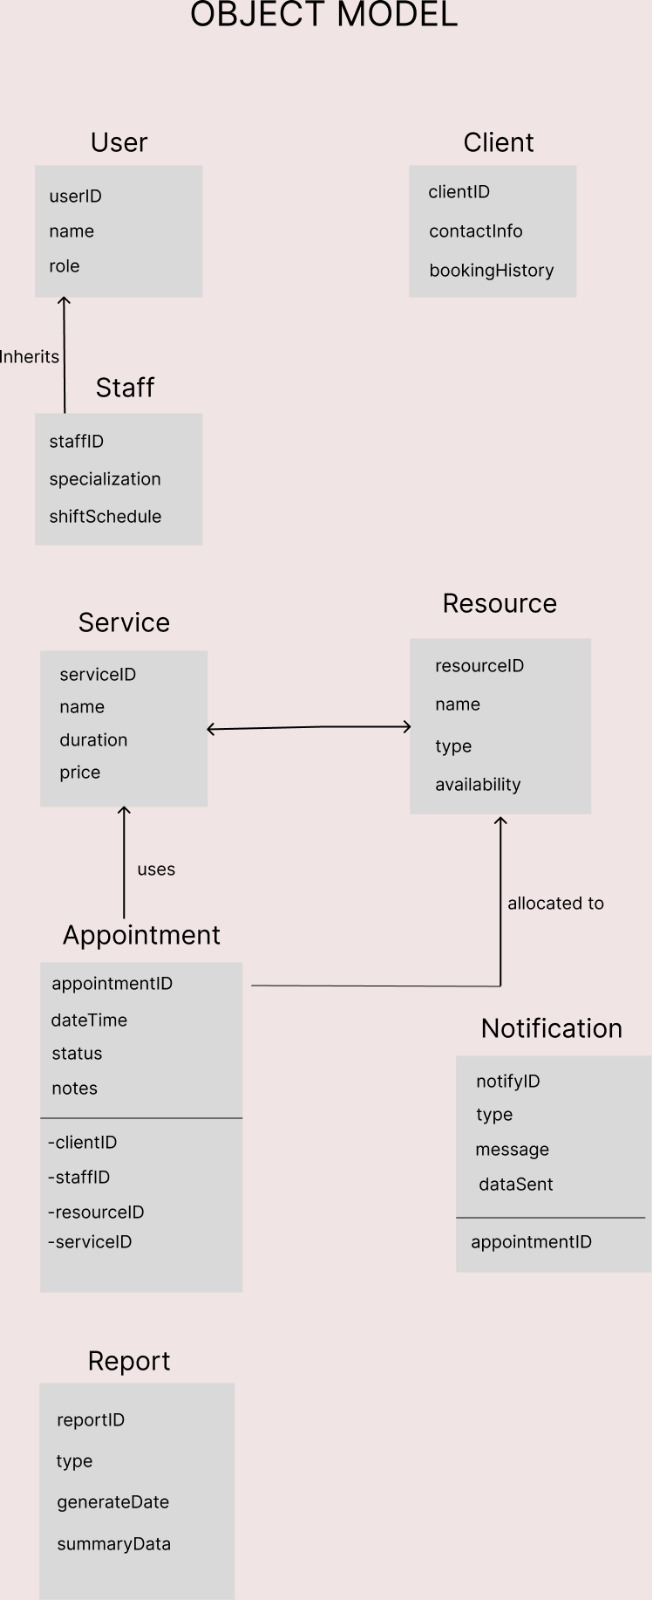 OBJECT MODEL
User
userID
name
role
Client
clientID
contactInfo
bookingHistory
Inherits
Staff
staffID
specialization
shiftSchedule
Service
serviceID
name
duration
price
Resource
resourceID
name
type
availability
uses
allocated to
Appointment
appointmentID
dateTime
status
notes
-clientID
-staffID
-resourceID
-serviceID
Notification
notifyID
type
message
dataSent
appointmentID
Report
reportID
type
generateDate
summaryData